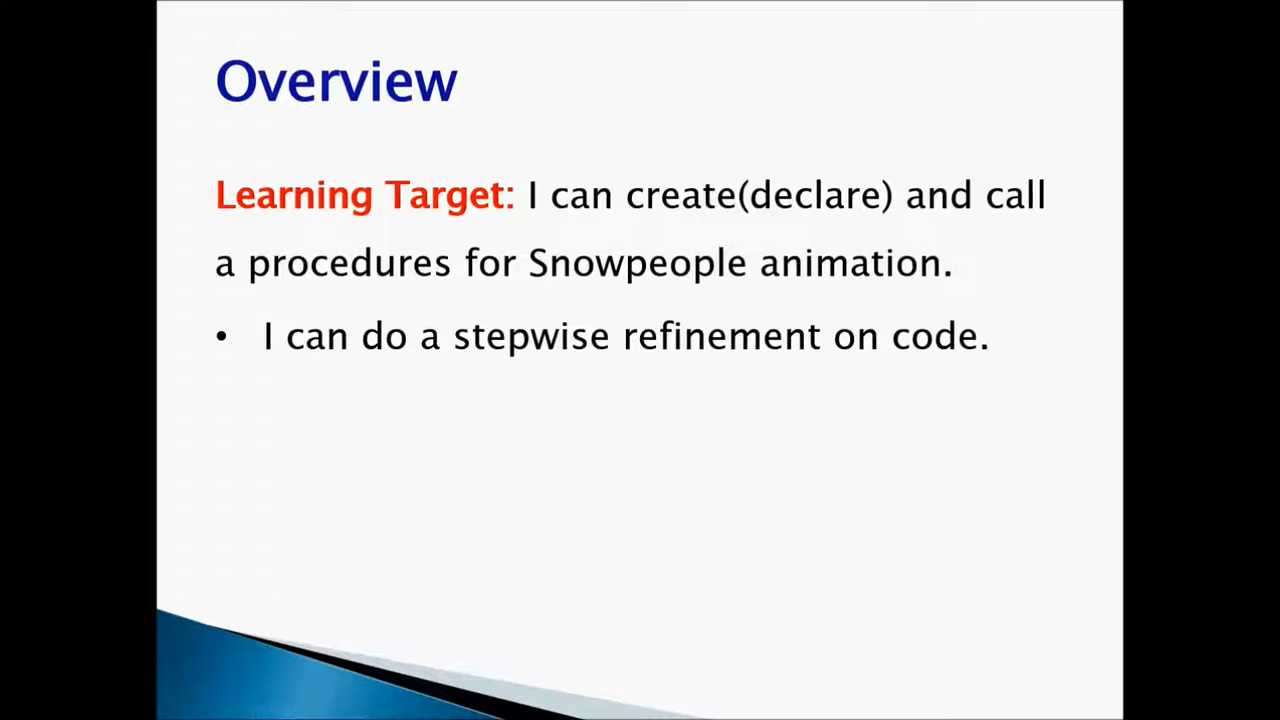 Overview
Learning Target: I can create(declare) and call
a procedures for Snowpeople animation.
• I can do a stepwise refinement on code.